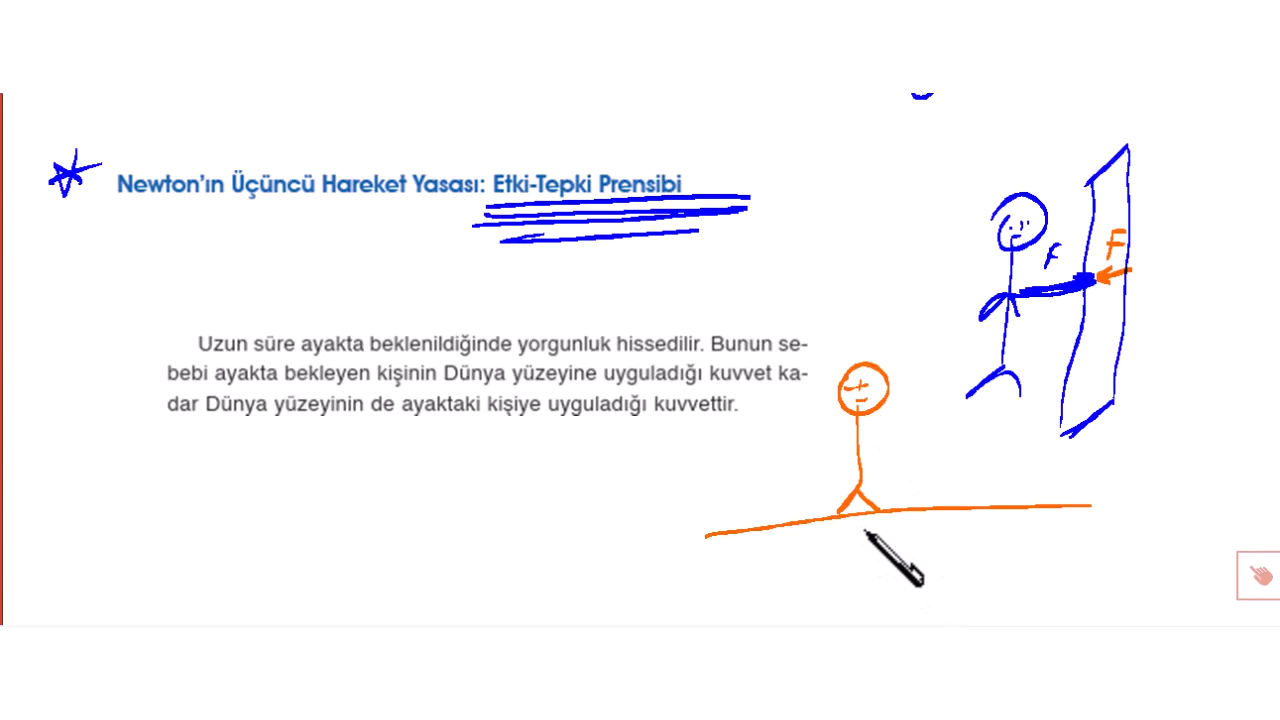 Newton'ın Üçüncü Hareket Yasası: Etki-Tepki Prensibi
F
F
Uzun süre ayakta beklenildiğinde yorgunluk hissedilir. Bunun se-
bebi ayakta bekleyen kişinin Dünya yüzeyine uyguladığı kuvvet ka-
dar Dünya yüzeyinin de ayaktaki kişiye uyguladığı kuvvettir.